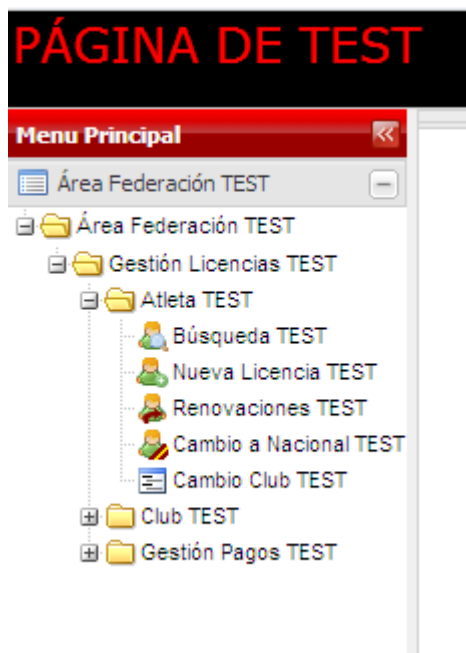 PÁGINA DE TEST
Menu Principal
Área Federación TEST
Área Federación TEST
Gestión Licencias TEST
Atleta TEST
Búsqueda TEST
Nueva Licencia TEST
Renovaciones TEST
Cambio a Nacional TEST
Cambio Club TEST
Club TEST
Gestión Pagos TEST